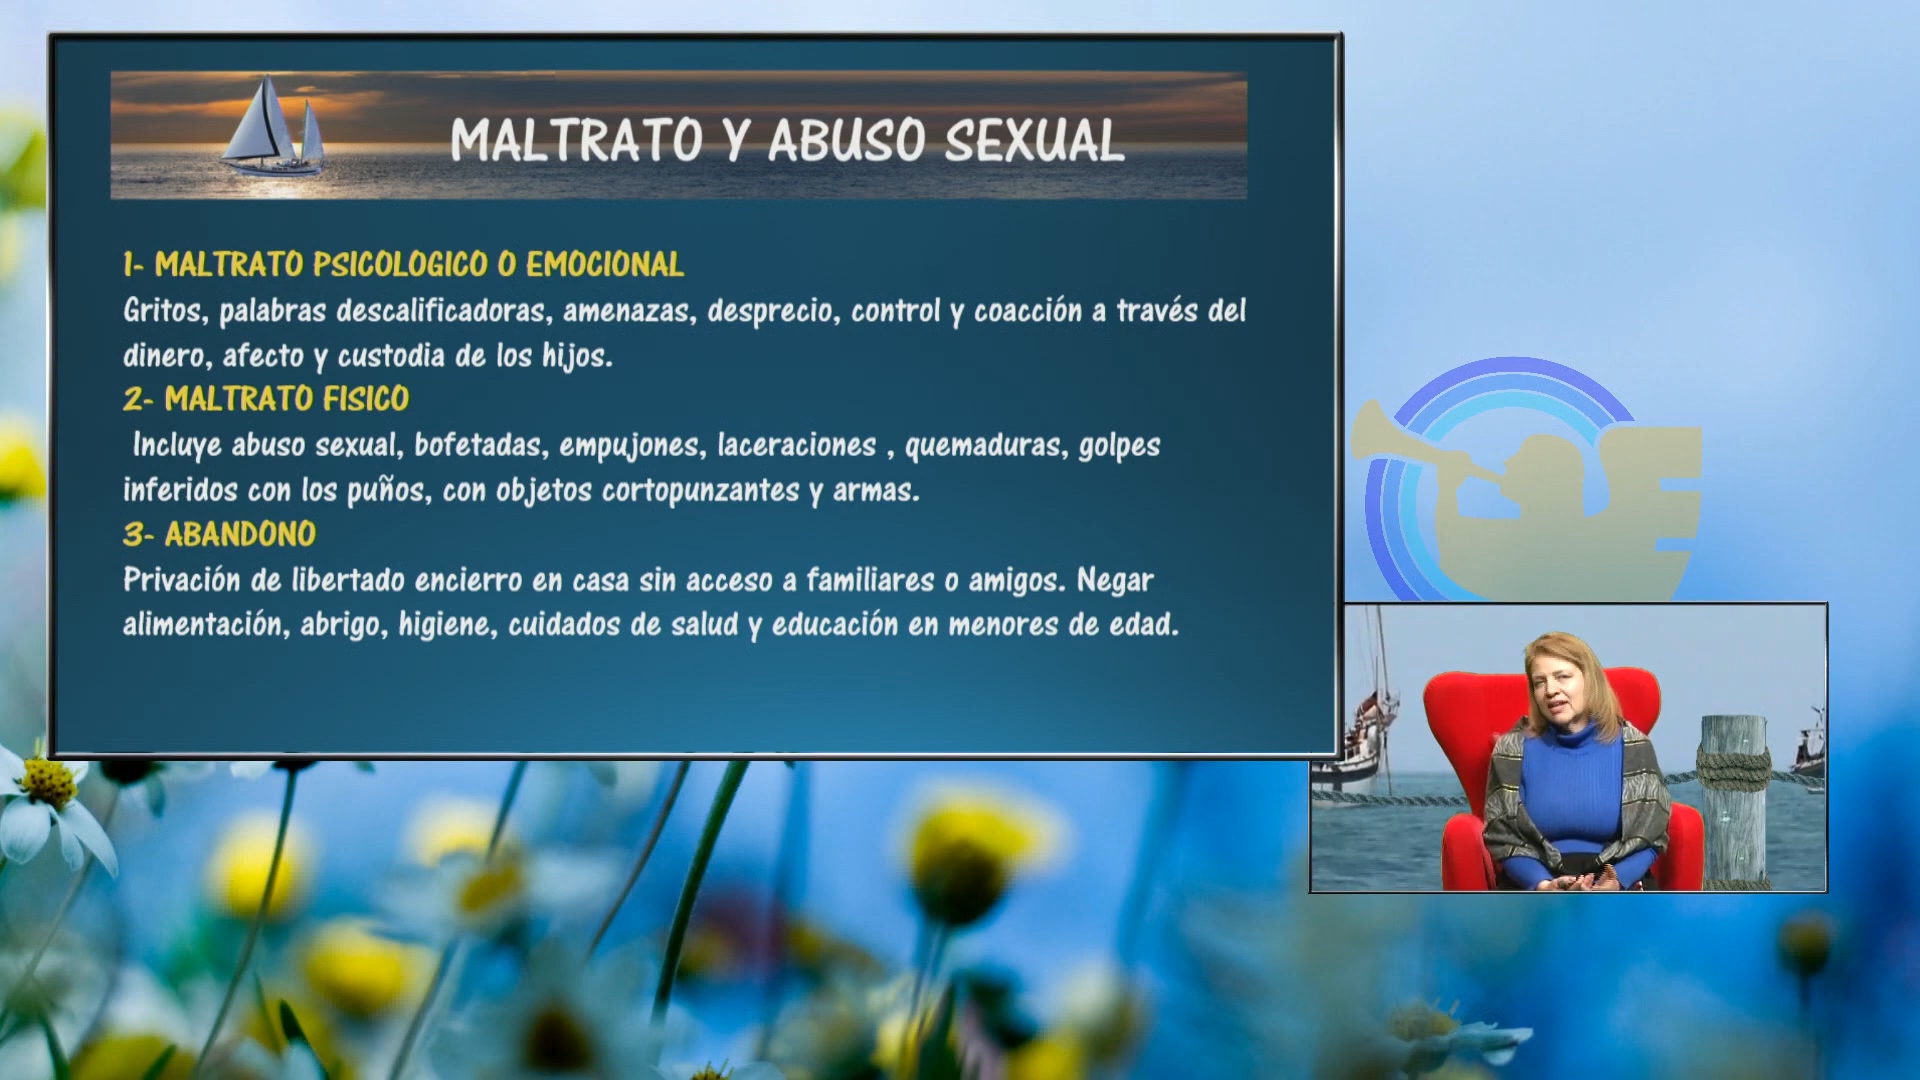 MALTRATO Y ABUSO SEXUAL
1- MALTRATO PSICOLOGICO O EMOCIONAL
Gritos, palabras descalificadoras, amenazas, desprecio, control y coacción a través del
dinero, afecto y custodia de los hijos.
2- MALTRATO FISICO
Incluye abuso sexual, bofetadas, empujones, laceraciones , quemaduras, golpes
inferidos con los puños, con objetos cortopunzantes y armas.
3- ABANDONO
Privación de libertado encierro en casa sin acceso a familiares o amigos. Negar
alimentación, abrigo, higiene, cuidados de salud y educación en menores de edad.